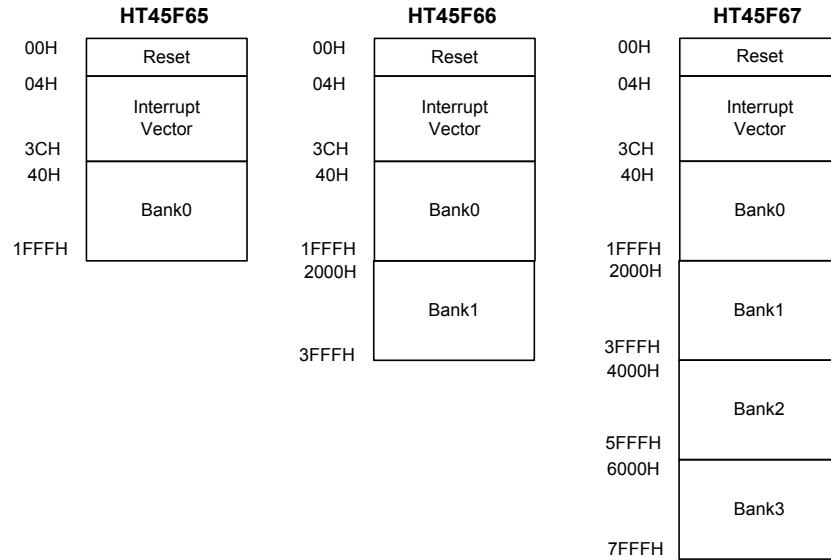 HT45F65
00H
Reset
04H
Interrupt
Vector
3CH
40H
Bank0
1FFFH
HT45F66
00H
Reset
04H
Interrupt
Vector
3CH
40H
Bank0
1FFFH
2000H
Bank1
3FFFH
HT45F67
00H
Reset
04H
Interrupt
Vector
3CH
40H
Bank0
1FFFH
2000H
Bank1
3FFFH
4000H
Bank2
5FFFH
6000H
Bank3
7FFFH